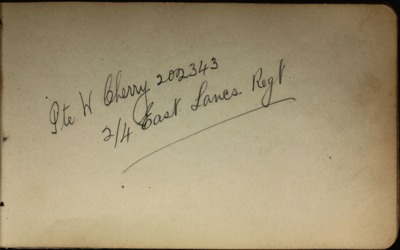 Pte. W Cherry 202343
2/4 East Lancs. Regt